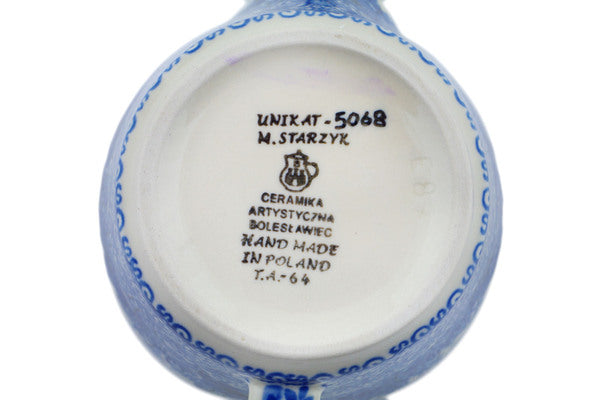 UNIKAT-5068
M.STARZYK
CERAMIKA
ARTYSTYCZNA
BOLESŁAWIEC
HAND MADE
IN POLAND
T.A.-64